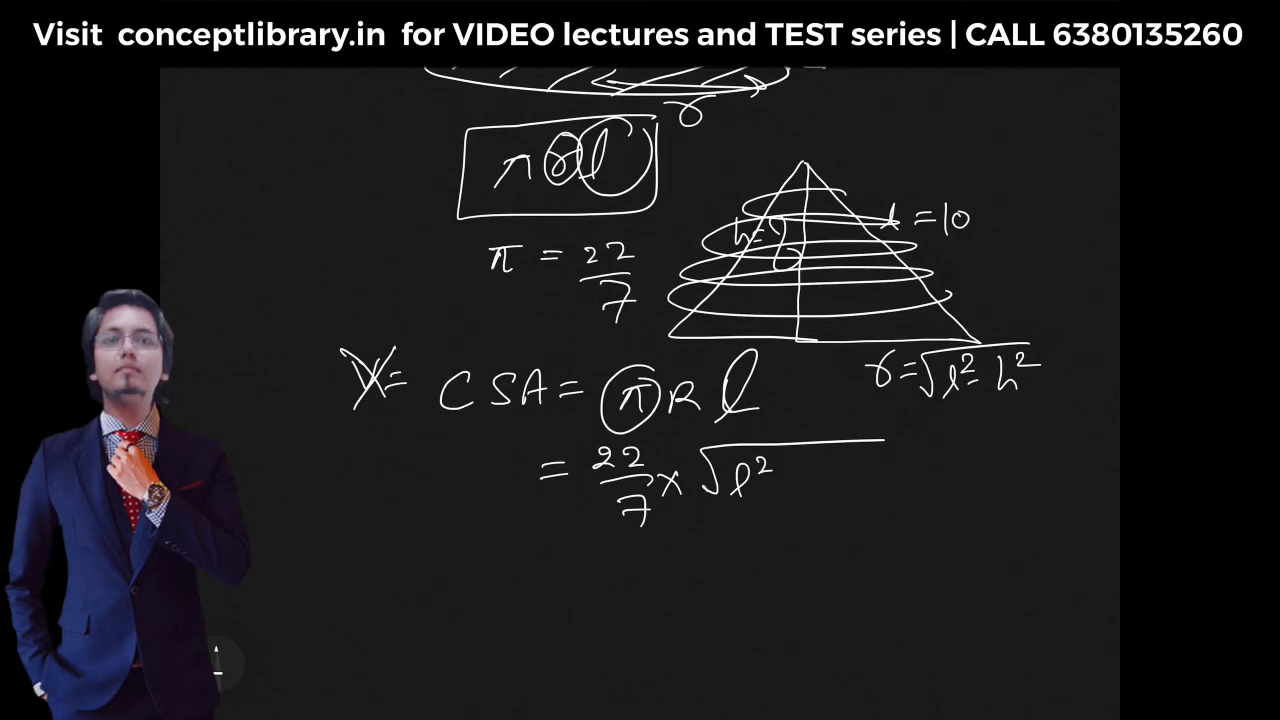 Visit conceptlibrary.in for VIDEO lectures and TEST series | CALL 6380135260
r
πrl
l = 10
h =
π = 22/7
r = √l² - h²
CSA = π R l
= 22/7 × √l²